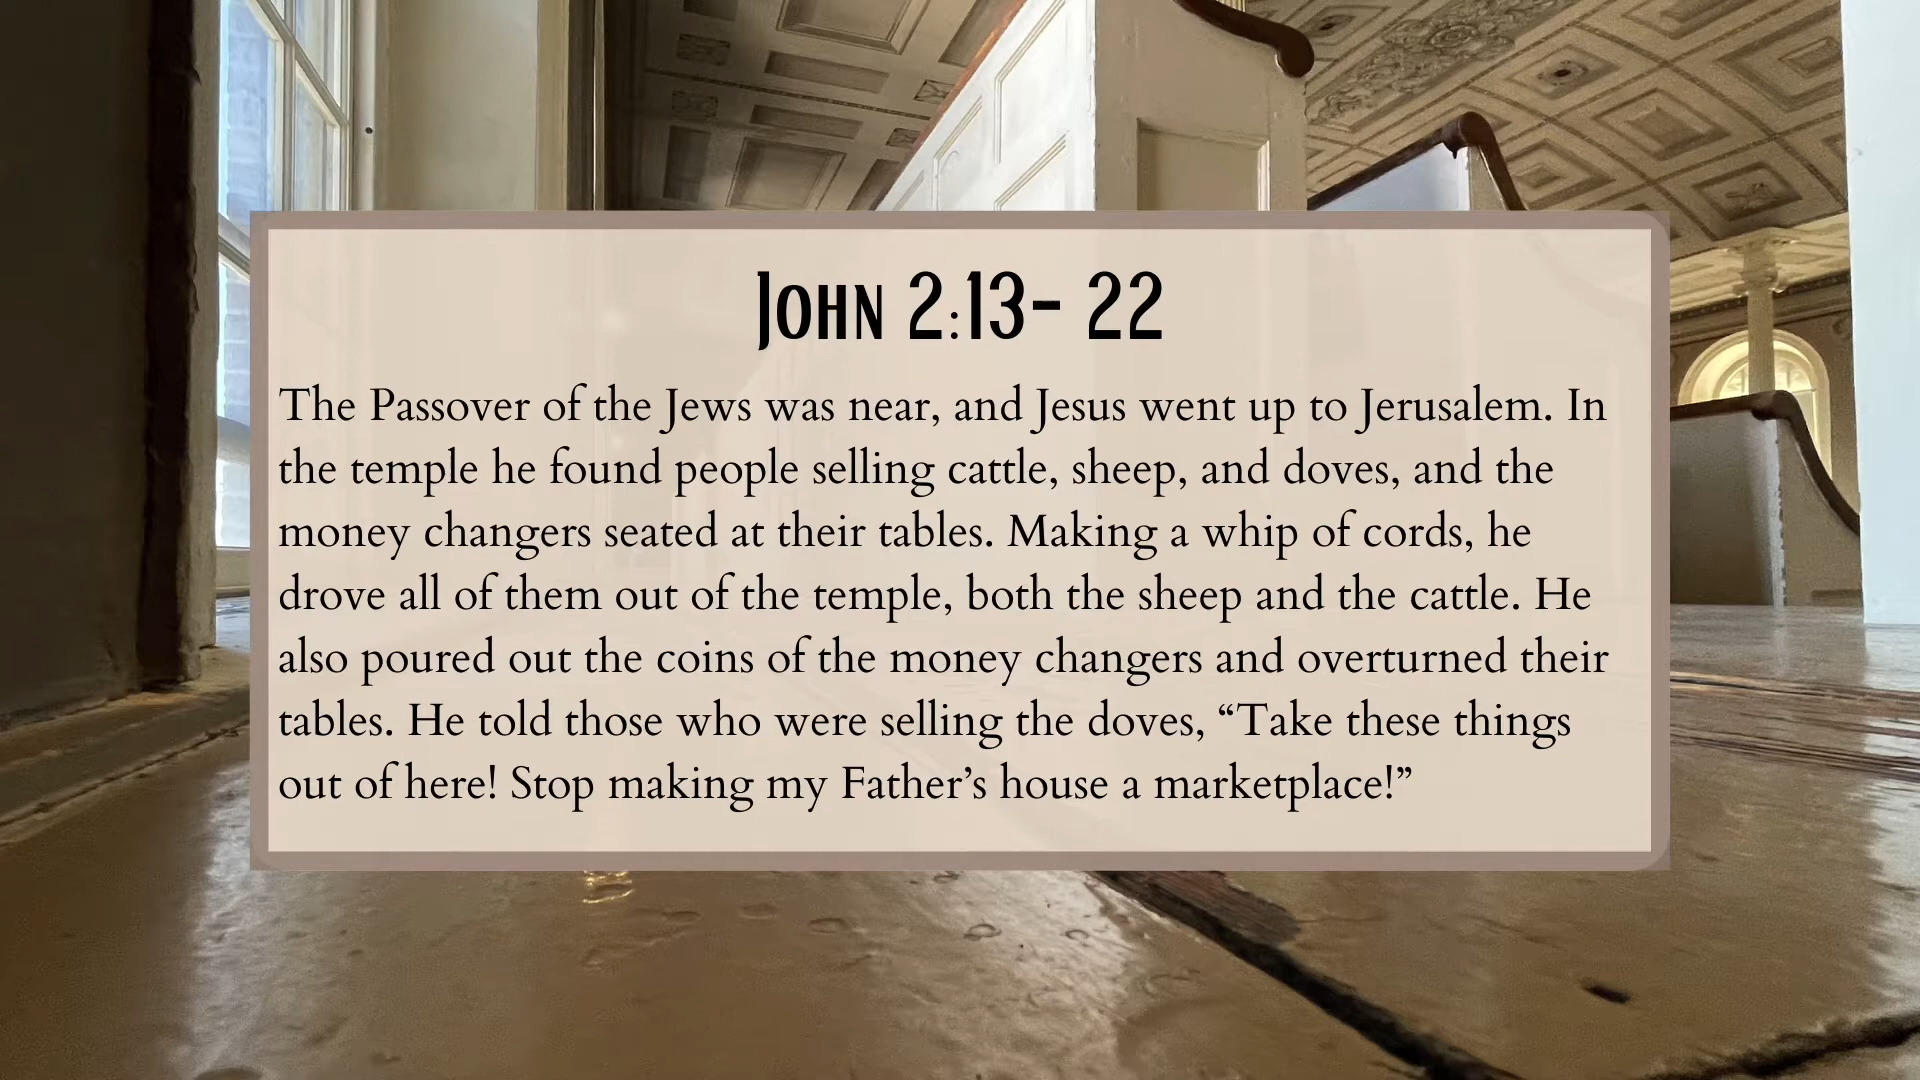 John 2:13- 22
The Passover of the Jews was near, and Jesus went up to Jerusalem. In
the temple he found people selling cattle, sheep, and doves, and the
money changers seated at their tables. Making a whip of cords, he
drove all of them out of the temple, both the sheep and the cattle. He
also poured out the coins of the money changers and overturned their
tables. He told those who were selling the doves, “Take these things
out of here! Stop making my Father’s house a marketplace!”